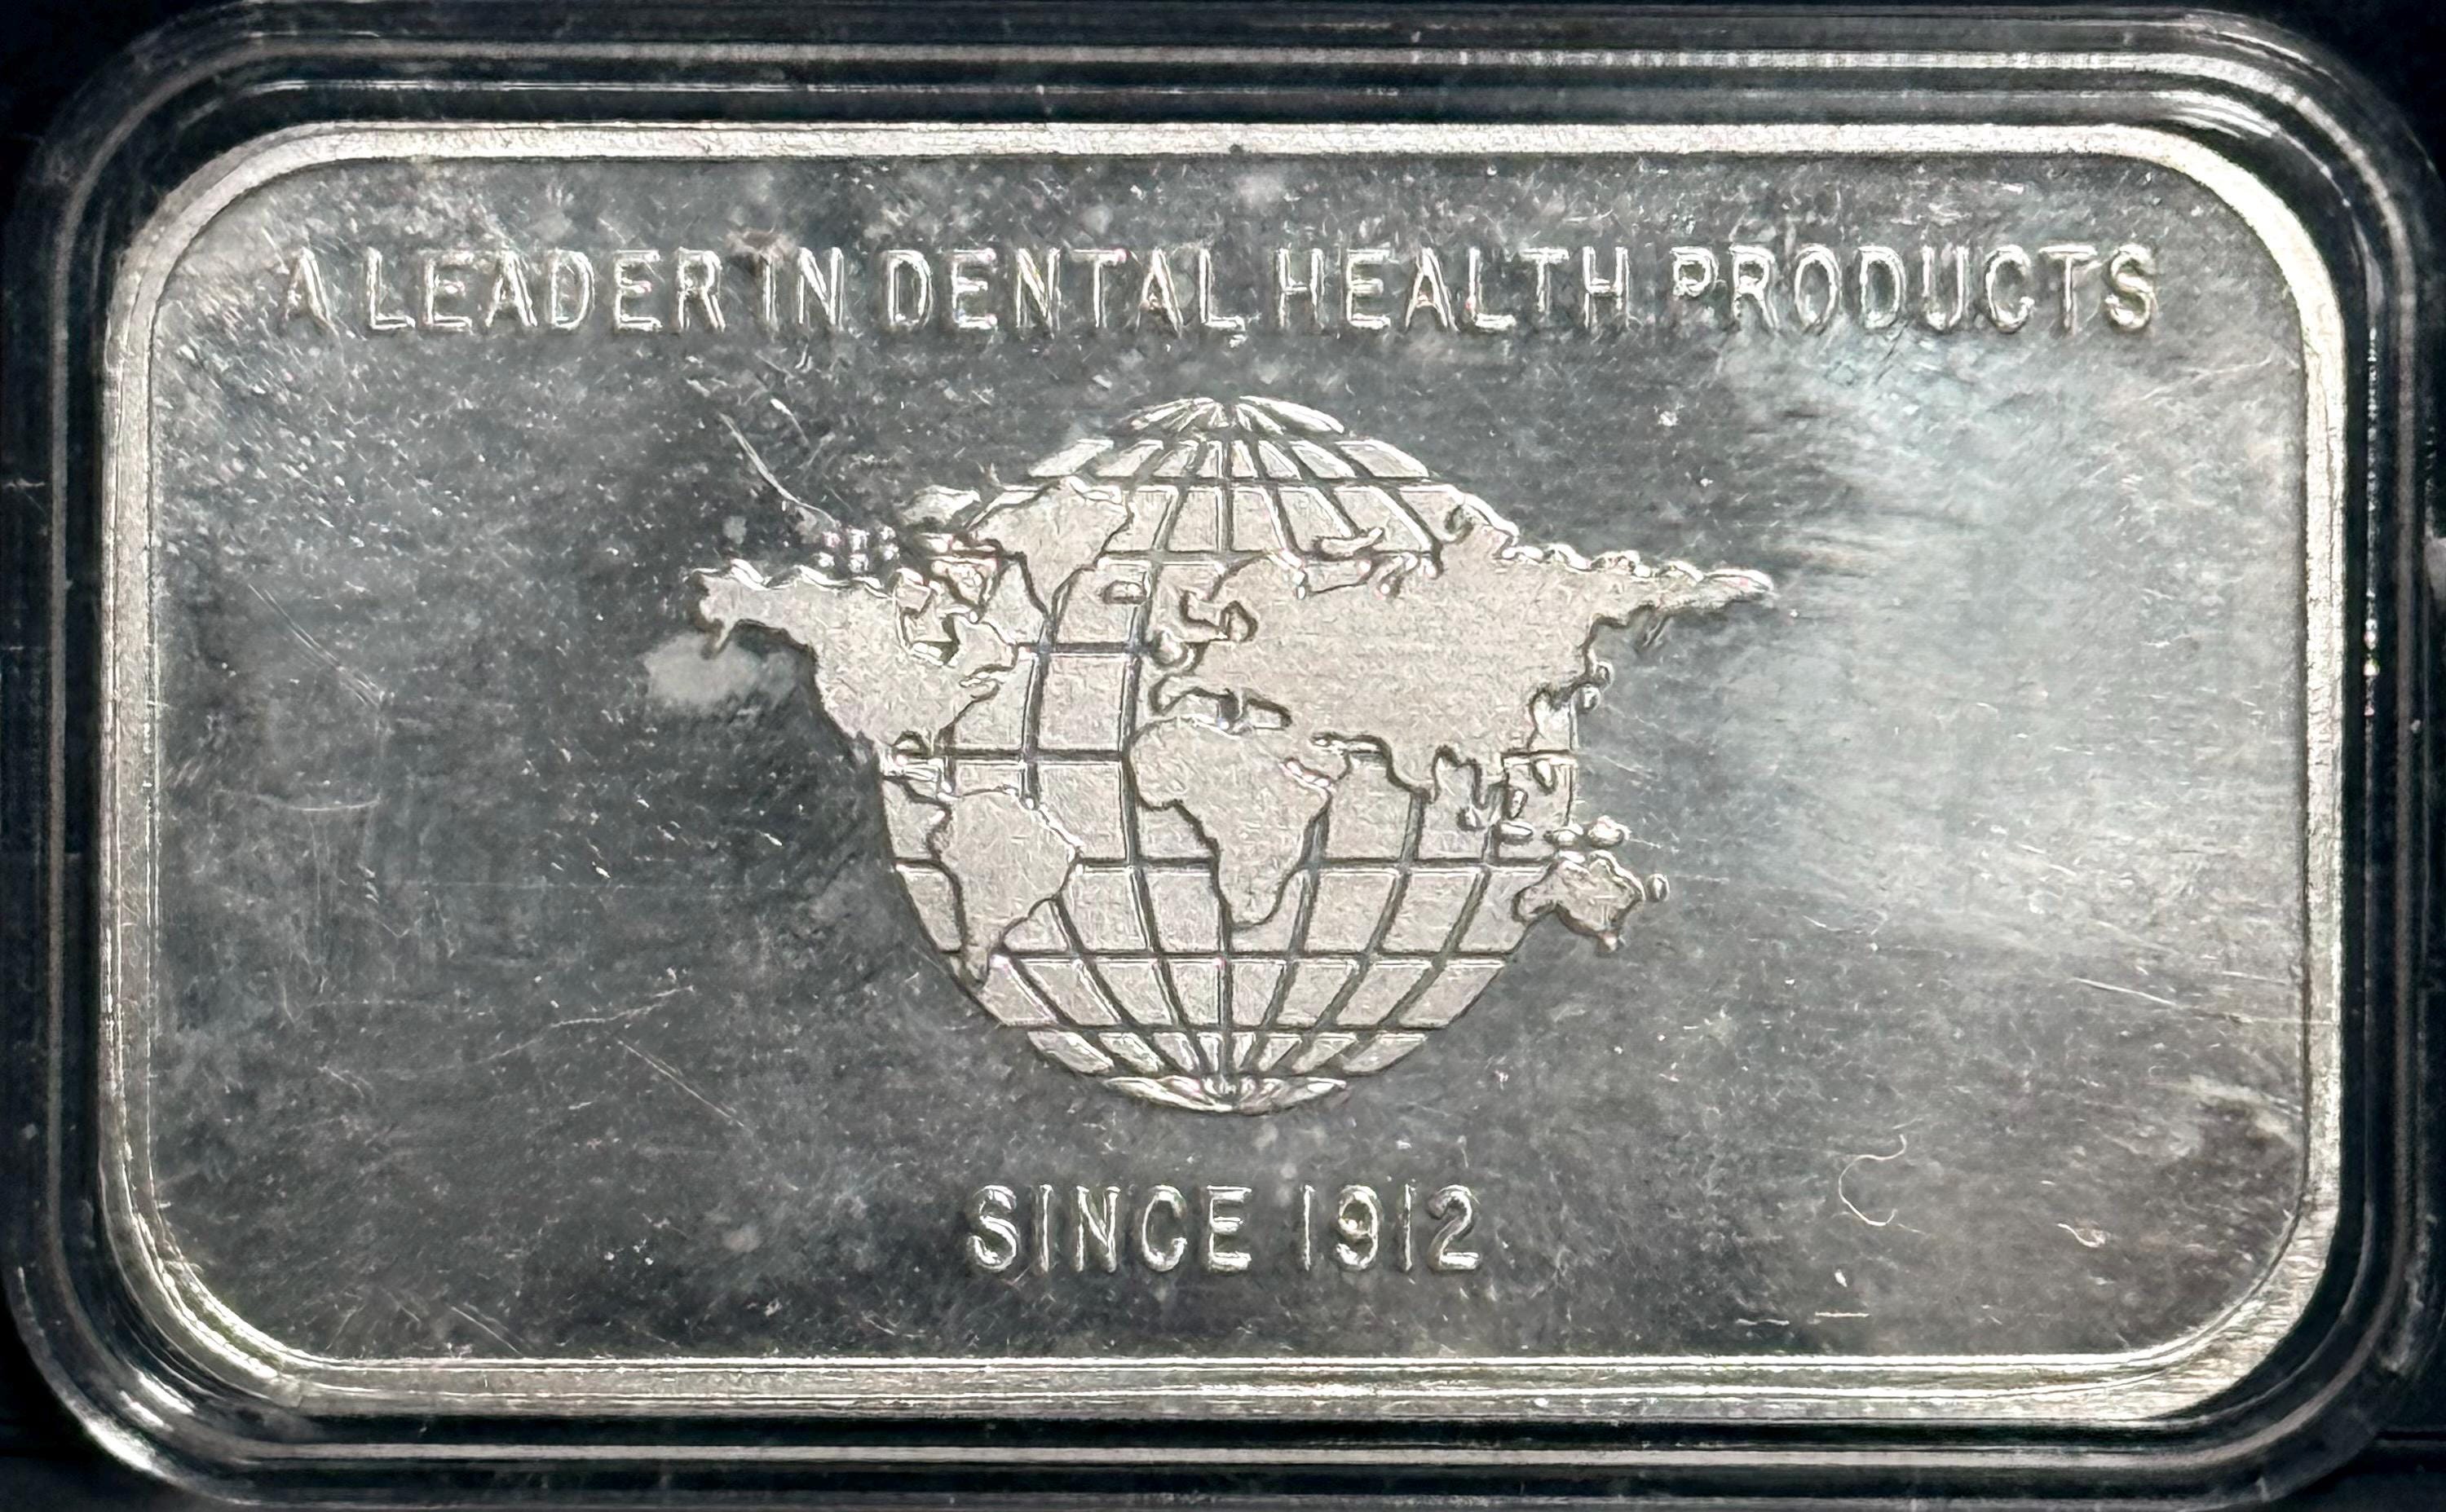 A LEADER IN DENTAL HEALTH PRODUCTS
SINCE 1912